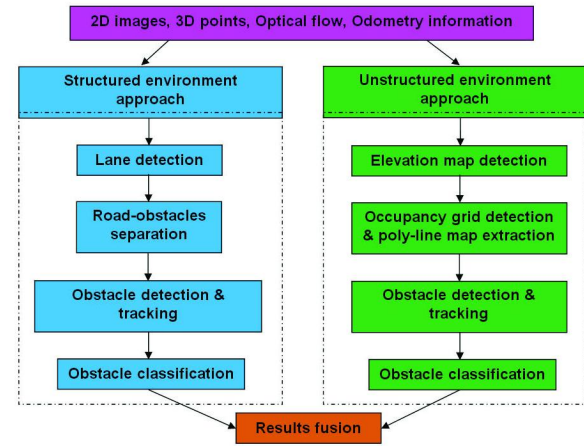 2D images, 3D points, Optical flow, Odometry information
Structured environment
approach
Lane detection
Road-obstacles
separation
Obstacle detection &
tracking
Obstacle classification
Unstructured environment
approach
Elevation map detection
Occupancy grid detection
& poly-line map extraction
Obstacle detection &
tracking
Obstacle classification
Results fusion